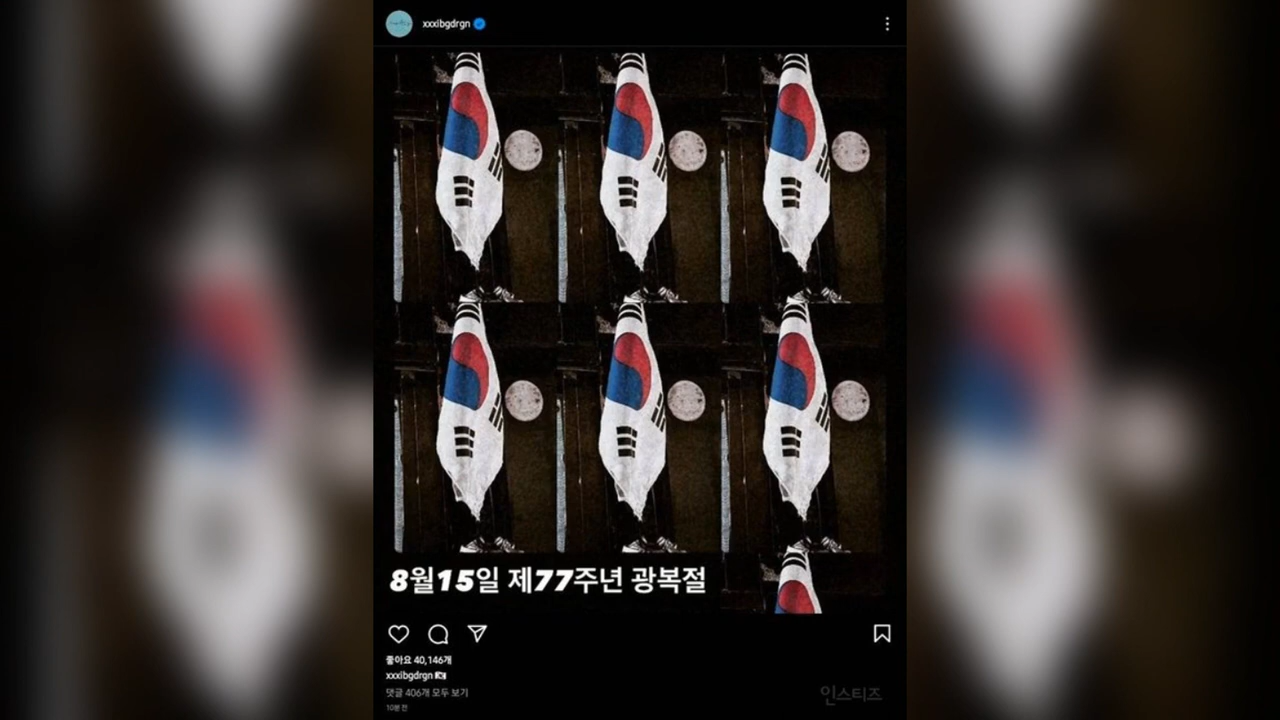 xxxibgdrgn
8월15일 제77주년 광복절
좋아요 40,146개
xxxibgdrgn 🇰🇷
댓글 406개 모두 보기
10분 전
인스티즈